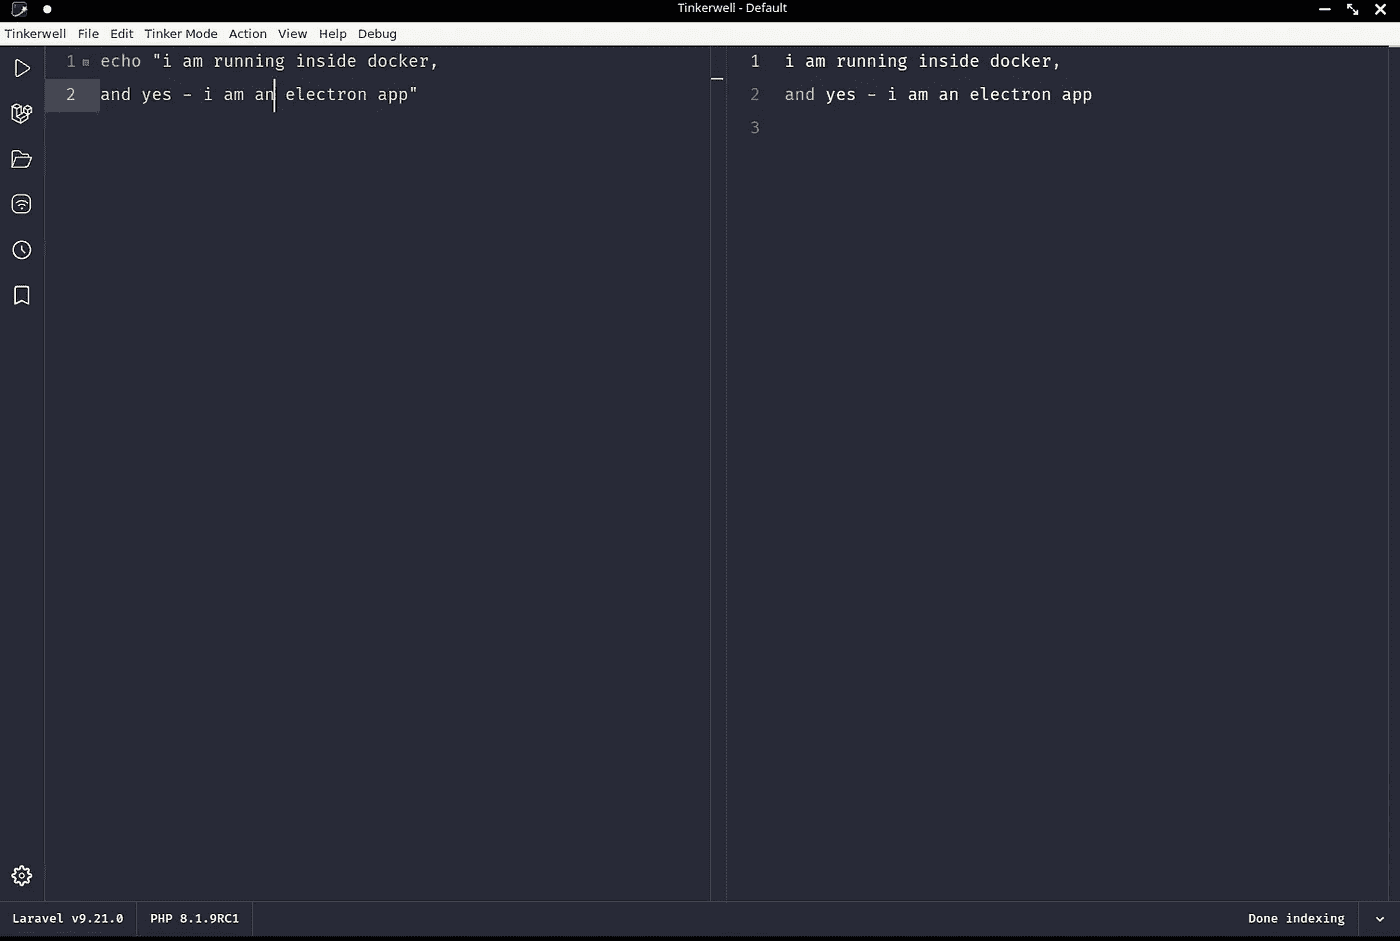 Tinkerwell - Default
Tinkerwell File Edit Tinker Mode Action View Help Debug
1 echo "i am running inside docker,
2 and yes - i am an electron app"
1 i am running inside docker,
2 and yes - i am an electron app
3
Laravel v9.21.0 PHP 8.1.9RC1 Done indexing